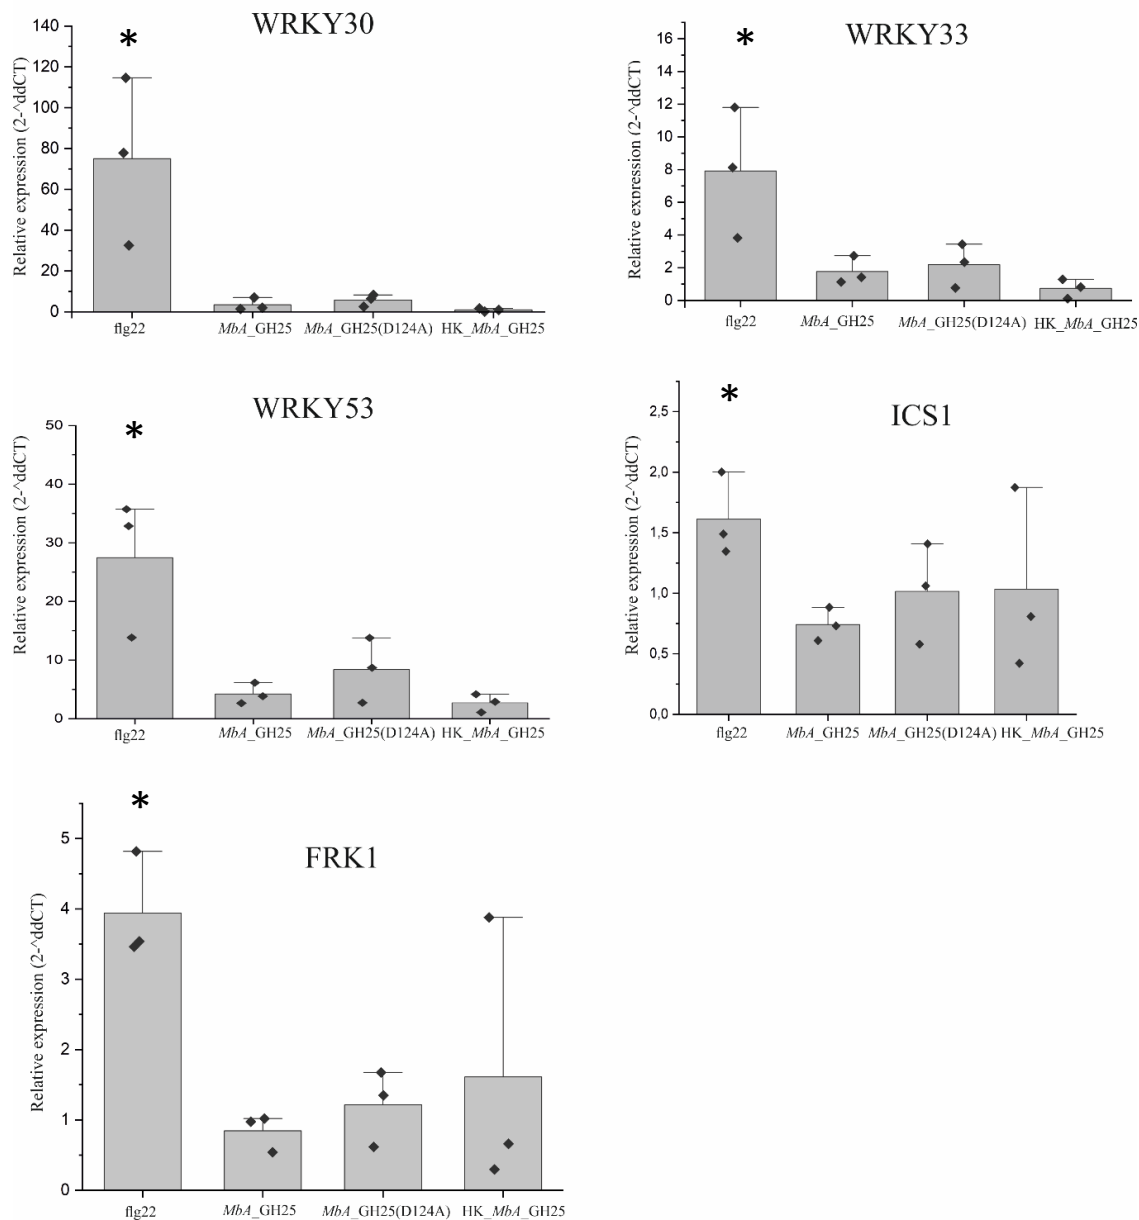 WRKY30
*
Relative expression (2-^ddCT)
140
120
100
80
60
40
20
0
flg22 MbA_GH25 MbA_GH25(D124A) HK_MbA_GH25
WRKY33
*
Relative expression (2-^ddCT)
16
14
12
10
8
6
4
2
0
flg22 MbA_GH25 MbA_GH25(D124A) HK_MbA_GH25
WRKY53
*
Relative expression (2-^ddCT)
50
40
30
20
10
0
flg22 MbA_GH25 MbA_GH25(D124A) HK_MbA_GH25
ICS1
*
Relative expression (2-^ddCT)
2,5
2,0
1,5
1,0
0,5
0,0
flg22 MbA_GH25 MbA_GH25(D124A) HK_MbA_GH25
FRK1
*
Relative expression (2-^ddCT)
5
4
3
2
1
0
flg22 MbA_GH25 MbA_GH25(D124A) HK_MbA_GH25